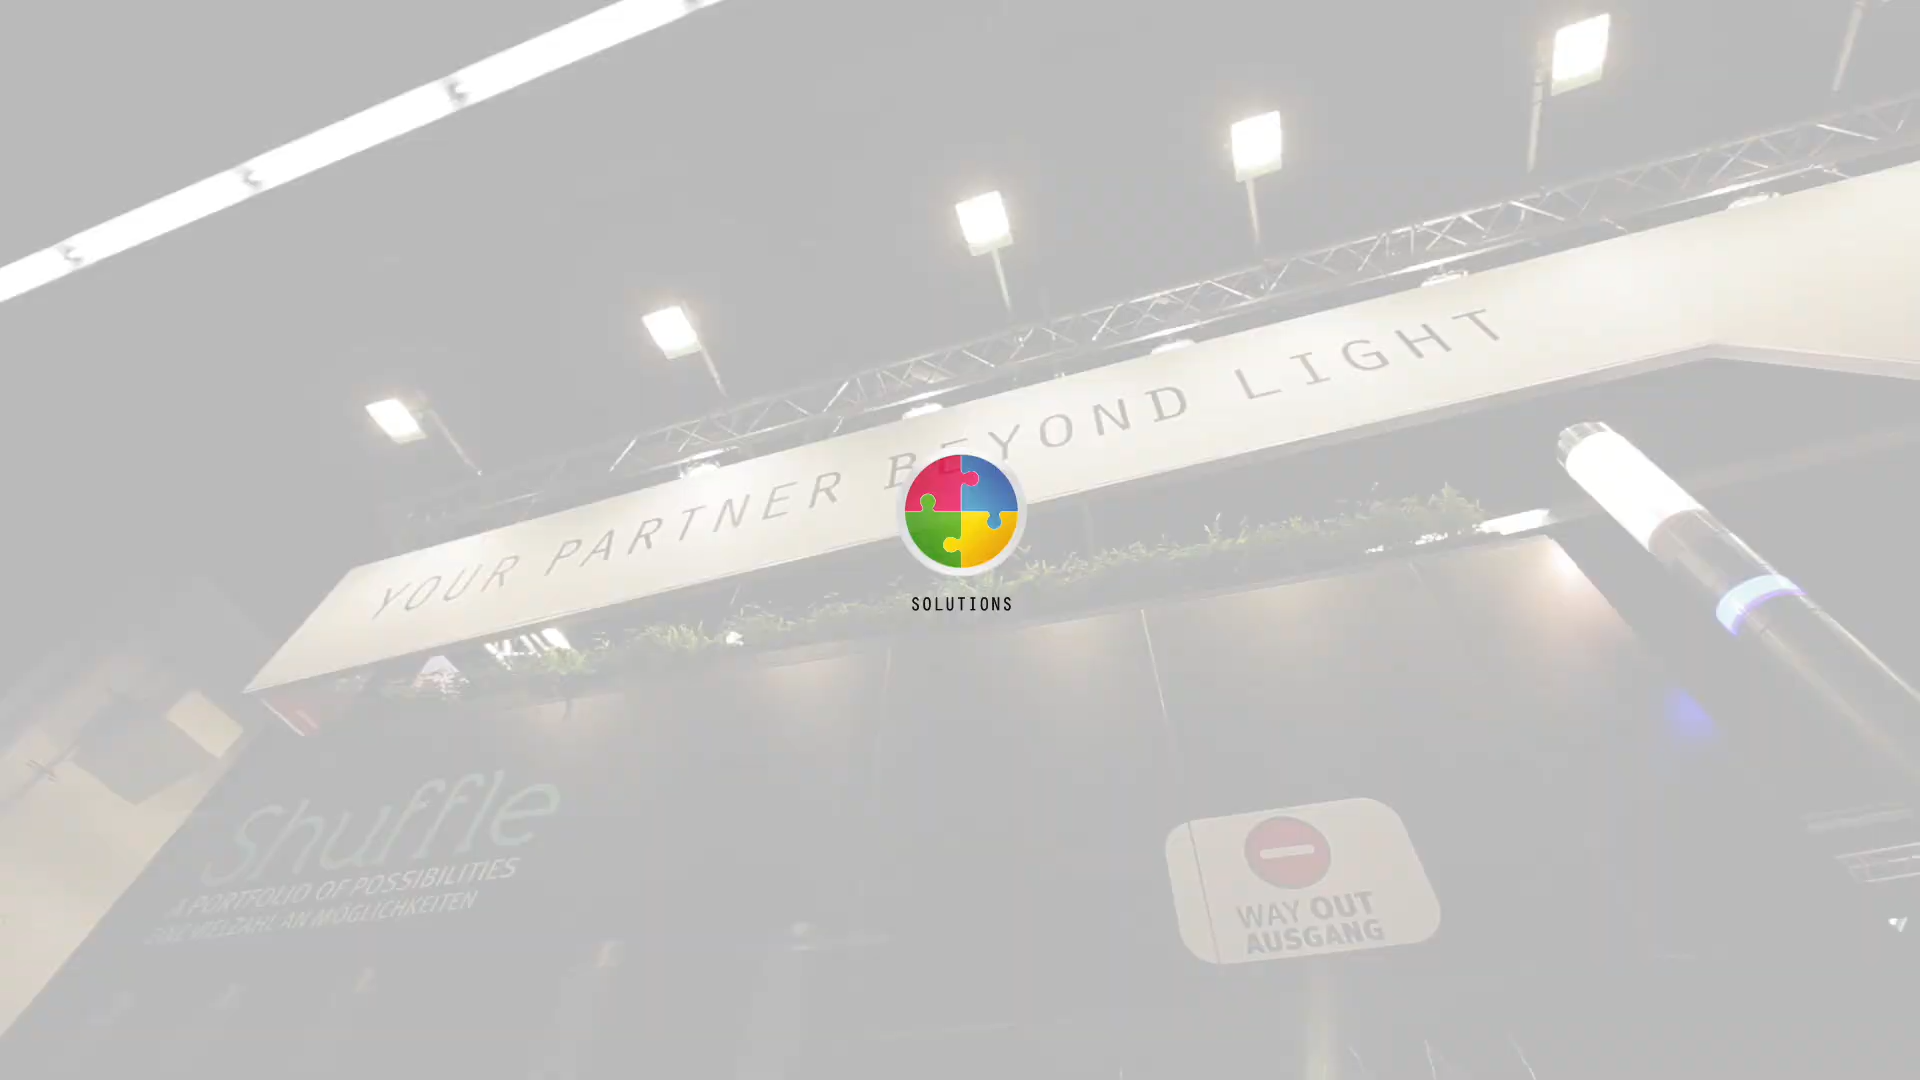 YOUR PARTNER BEYOND LIGHT
SOLUTIONS
Shuffle
A PORTFOLIO OF POSSIBILITIES
EINE VIELZAHL AN MÖGLICHKEITEN
WAY OUT
AUSGANG